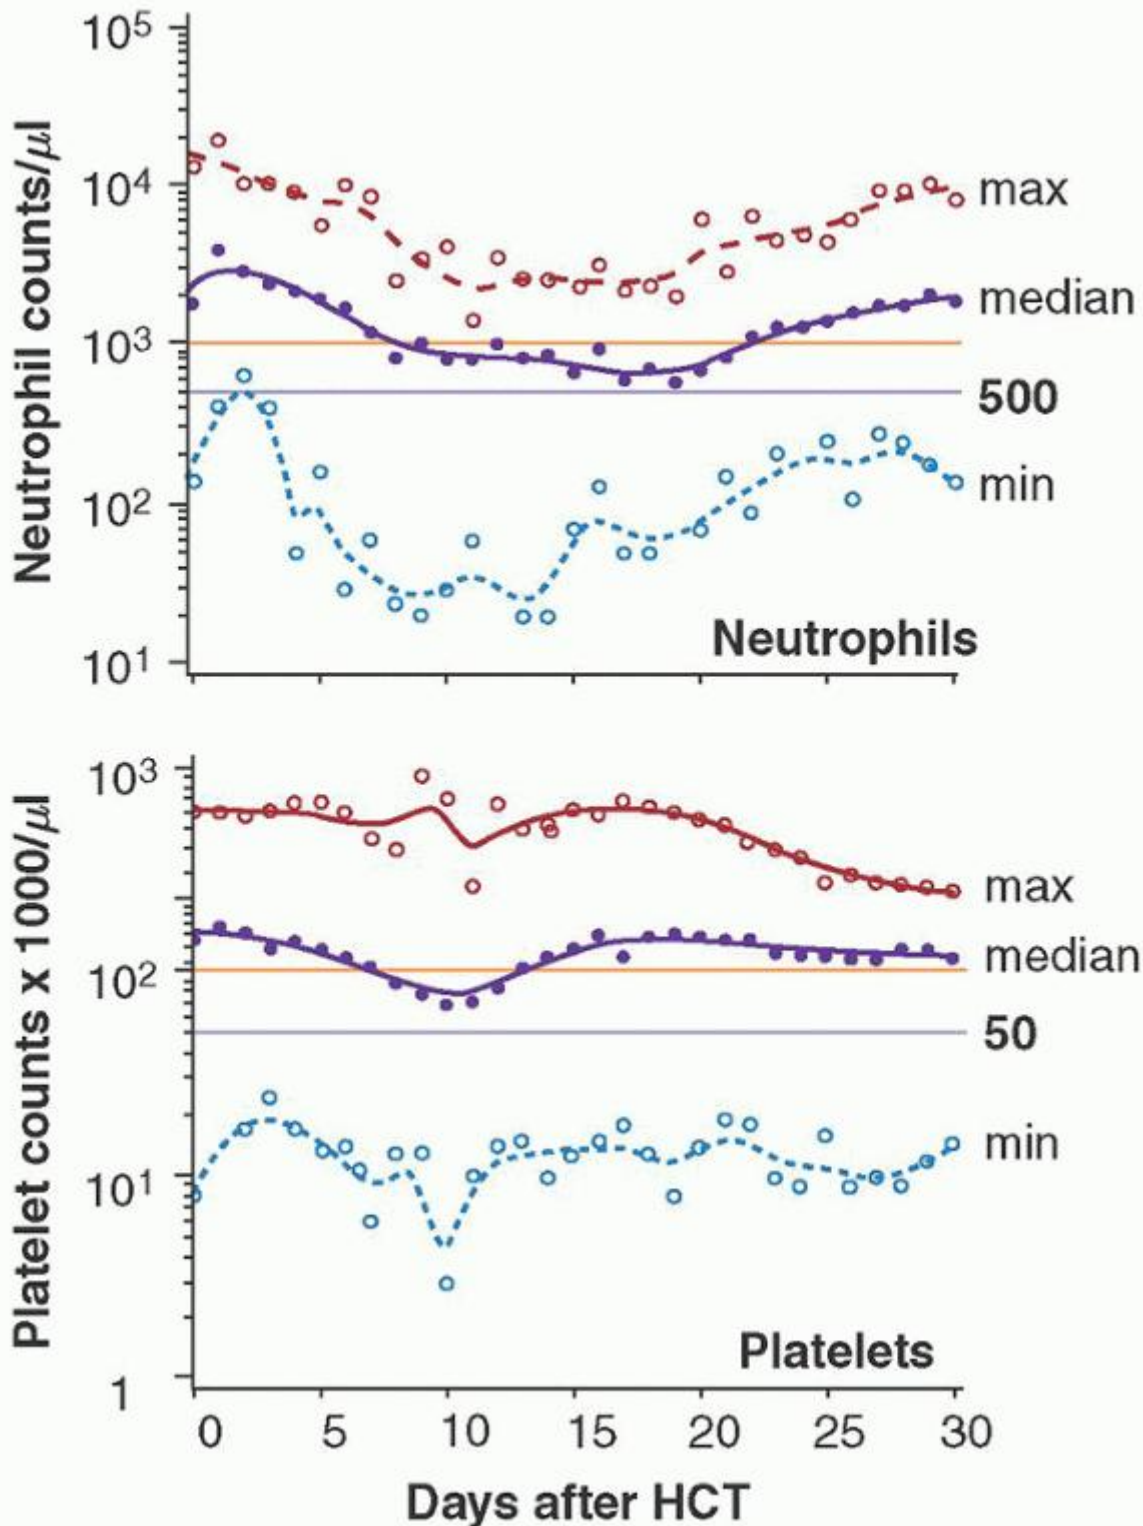 Neutrophil counts/µl
10⁵
10⁴
10³
10²
10¹
max
median
500
min
Neutrophils
Platelet counts x 1000/µl
10³
10²
10¹
1
max
median
50
min
Platelets
0 5 10 15 20 25 30
Days after HCT